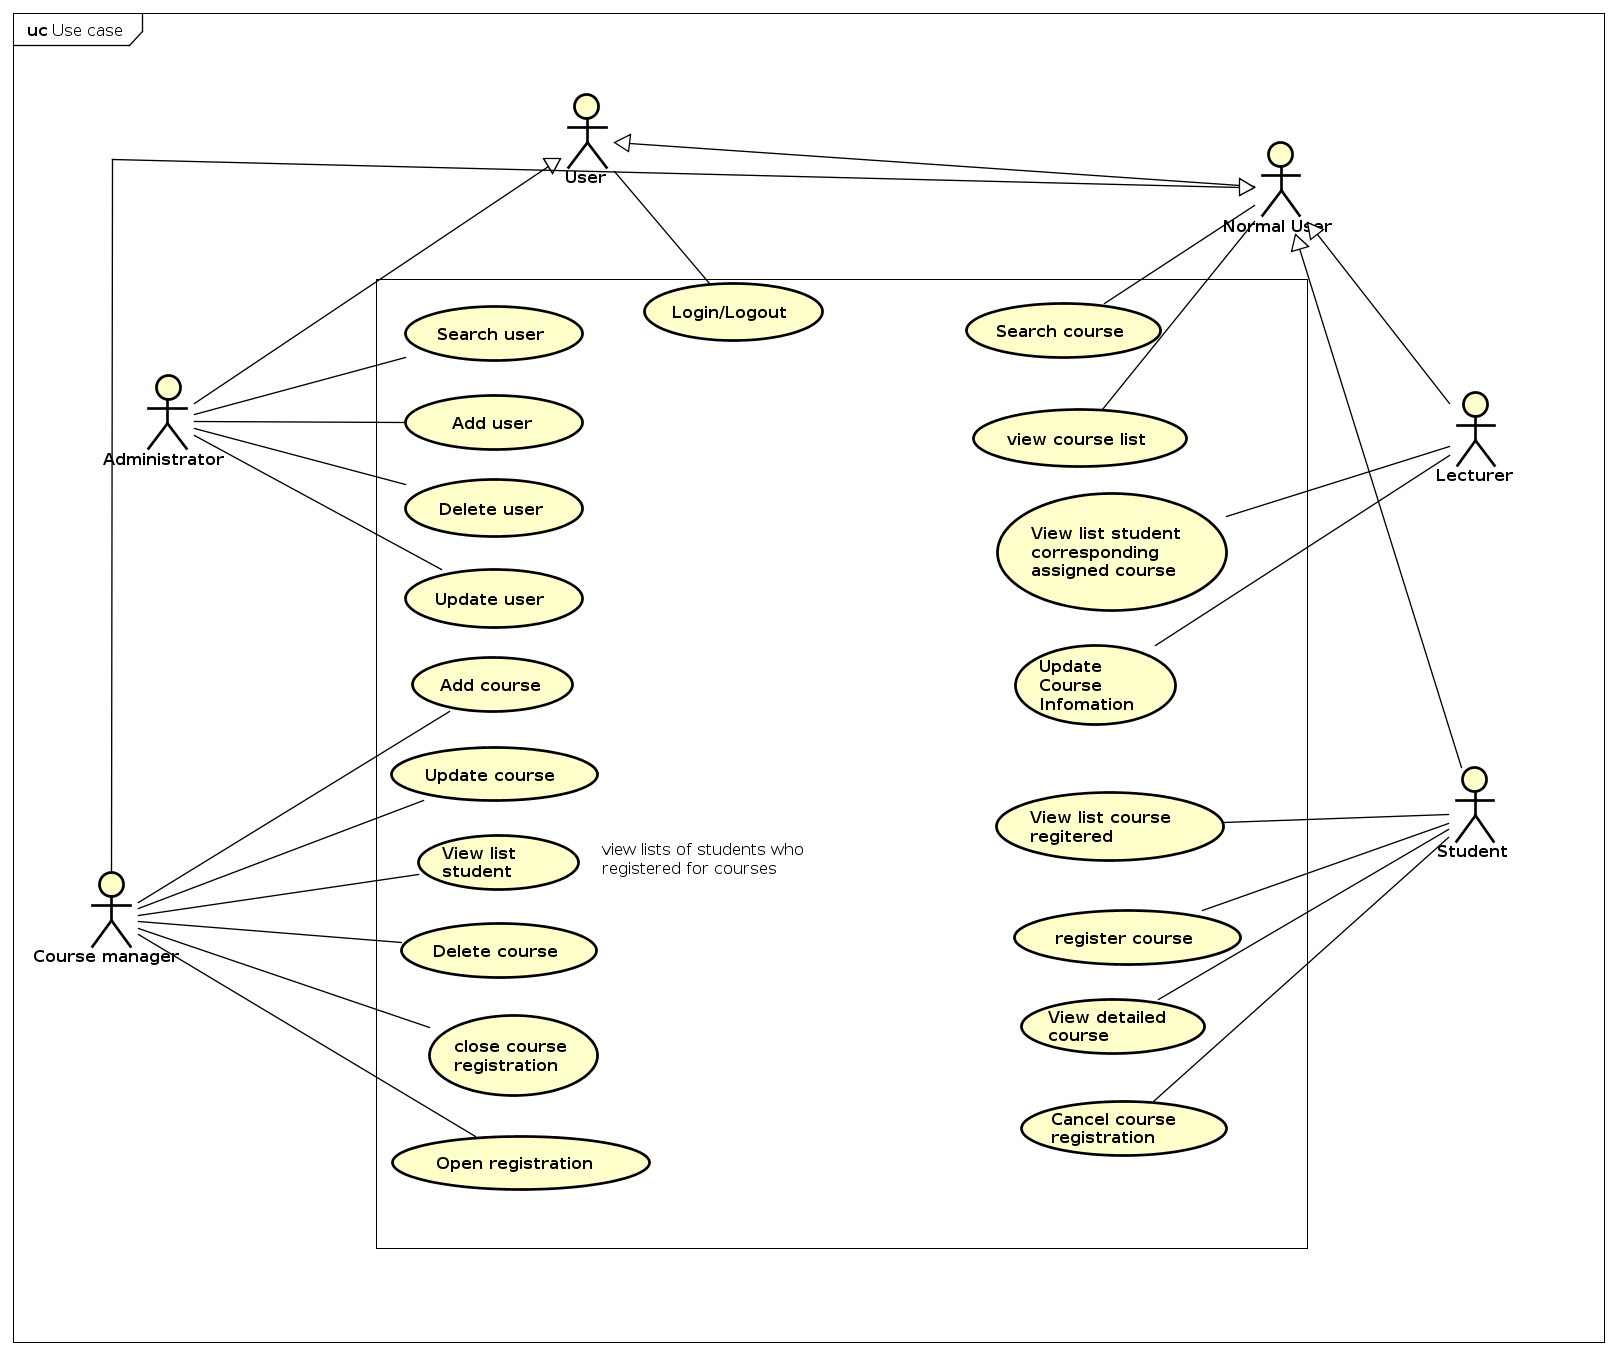 uc Use case
User
Normal User
Login/Logout
Search user
Search course
Add user
view course list
Administrator
Lecturer
Delete user
View list student
corresponding
assigned course
Update user
Add course
Update
Course
Infomation
Update course
View list course
regitered
View list
student
view lists of students who
registered for courses
Student
Course manager
Delete course
register course
close course
registration
View detailed
course
Open registration
Cancel course
registration